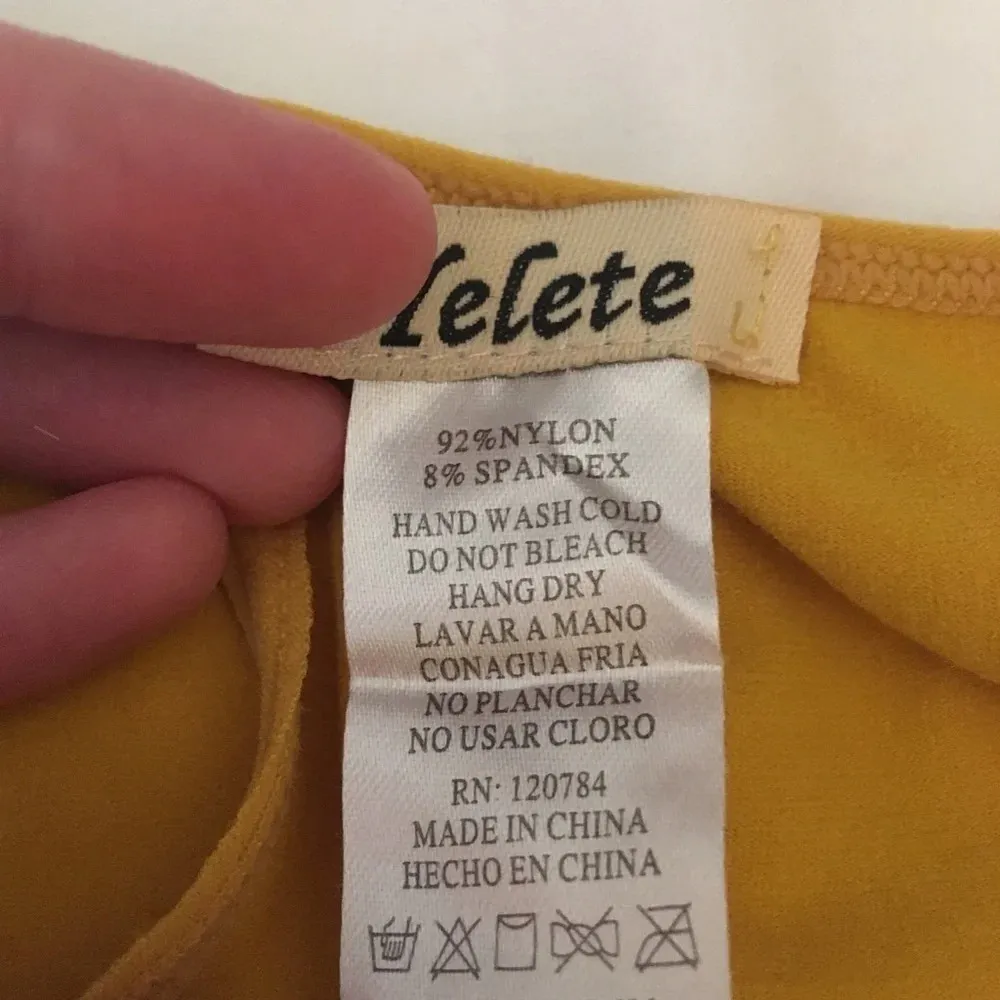 Yelete
92%NYLON
8% SPANDEX
HAND WASH COLD
DO NOT BLEACH
HANG DRY
LAVAR A MANO
CONAGUA FRIA
NO PLANCHAR
NO USAR CLORO
RN: 120784
MADE IN CHINA
HECHO EN CHINA